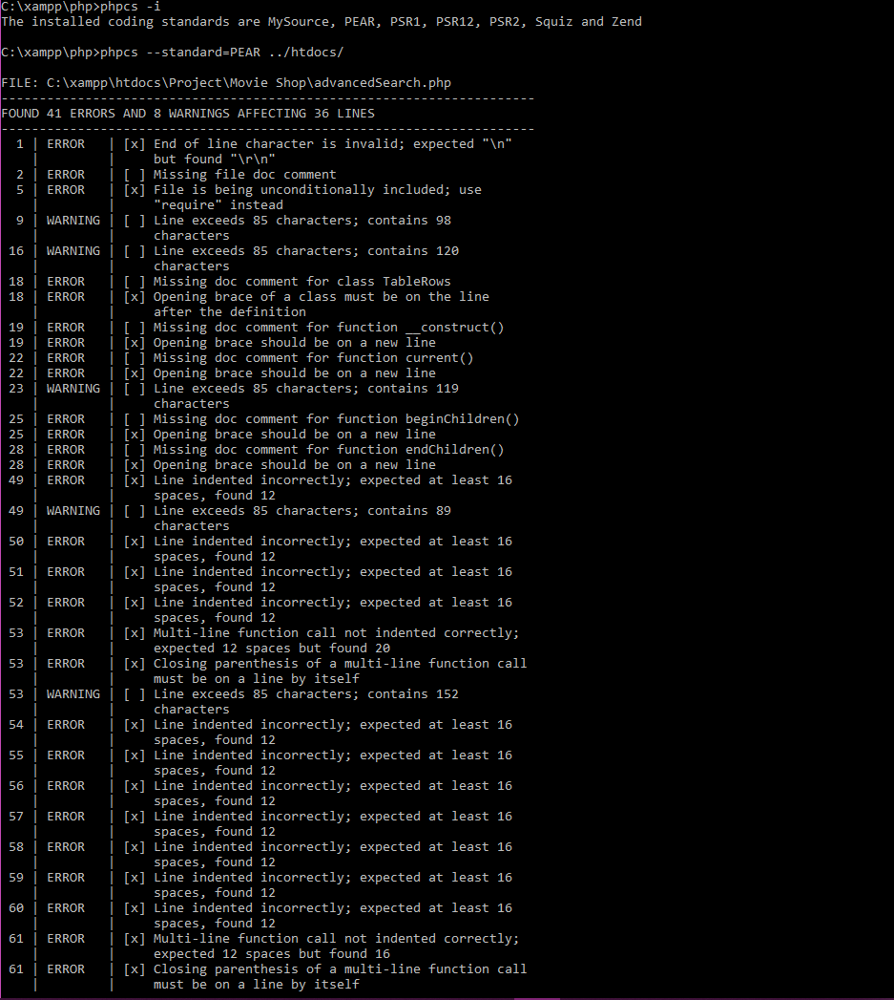 C:\xampp\php>phpcs -i
The installed coding standards are MySource, PEAR, PSR1, PSR12, PSR2, Squiz and Zend
C:\xampp\php>phpcs --standard=PEAR ../htdocs/
FILE: C:\xampp\htdocs\Project\Movie Shop\advancedSearch.php
----------------------------------------------------------------------
FOUND 41 ERRORS AND 8 WARNINGS AFFECTING 36 LINES
----------------------------------------------------------------------
  1 | ERROR   | [x] End of line character is invalid; expected "\n"
    |         |     but found "\r\n"
  2 | ERROR   | [ ] Missing file doc comment
  5 | ERROR   | [x] File is being unconditionally included; use
    |         |     "require" instead
  9 | WARNING | [ ] Line exceeds 85 characters; contains 98
    |         |     characters
 16 | WARNING | [ ] Line exceeds 85 characters; contains 120
    |         |     characters
 18 | ERROR   | [ ] Missing doc comment for class TableRows
 18 | ERROR   | [x] Opening brace of a class must be on the line
    |         |     after the definition
 19 | ERROR   | [ ] Missing doc comment for function __construct()
 19 | ERROR   | [x] Opening brace should be on a new line
 22 | ERROR   | [ ] Missing doc comment for function current()
 22 | ERROR   | [x] Opening brace should be on a new line
 23 | WARNING | [ ] Line exceeds 85 characters; contains 119
    |         |     characters
 25 | ERROR   | [ ] Missing doc comment for function beginChildren()
 25 | ERROR   | [x] Opening brace should be on a new line
 28 | ERROR   | [ ] Missing doc comment for function endChildren()
 28 | ERROR   | [x] Opening brace should be on a new line
 49 | ERROR   | [x] Line indented incorrectly; expected at least 16
    |         |     spaces, found 12
 49 | WARNING | [ ] Line exceeds 85 characters; contains 89
    |         |     characters
 50 | ERROR   | [x] Line indented incorrectly; expected at least 16
    |         |     spaces, found 12
 51 | ERROR   | [x] Line indented incorrectly; expected at least 16
    |         |     spaces, found 12
 52 | ERROR   | [x] Line indented incorrectly; expected at least 16
    |         |     spaces, found 12
 53 | ERROR   | [x] Multi-line function call not indented correctly;
    |         |     expected 12 spaces but found 20
 53 | ERROR   | [x] Closing parenthesis of a multi-line function call
    |         |     must be on a line by itself
 53 | WARNING | [ ] Line exceeds 85 characters; contains 152
    |         |     characters
 54 | ERROR   | [x] Line indented incorrectly; expected at least 16
    |         |     spaces, found 12
 55 | ERROR   | [x] Line indented incorrectly; expected at least 16
    |         |     spaces, found 12
 56 | ERROR   | [x] Line indented incorrectly; expected at least 16
    |         |     spaces, found 12
 57 | ERROR   | [x] Line indented incorrectly; expected at least 16
    |         |     spaces, found 12
 58 | ERROR   | [x] Line indented incorrectly; expected at least 16
    |         |     spaces, found 12
 59 | ERROR   | [x] Line indented incorrectly; expected at least 16
    |         |     spaces, found 12
 60 | ERROR   | [x] Line indented incorrectly; expected at least 16
    |         |     spaces, found 12
 61 | ERROR   | [x] Multi-line function call not indented correctly;
    |         |     expected 12 spaces but found 16
 61 | ERROR   | [x] Closing parenthesis of a multi-line function call
    |         |     must be on a line by itself